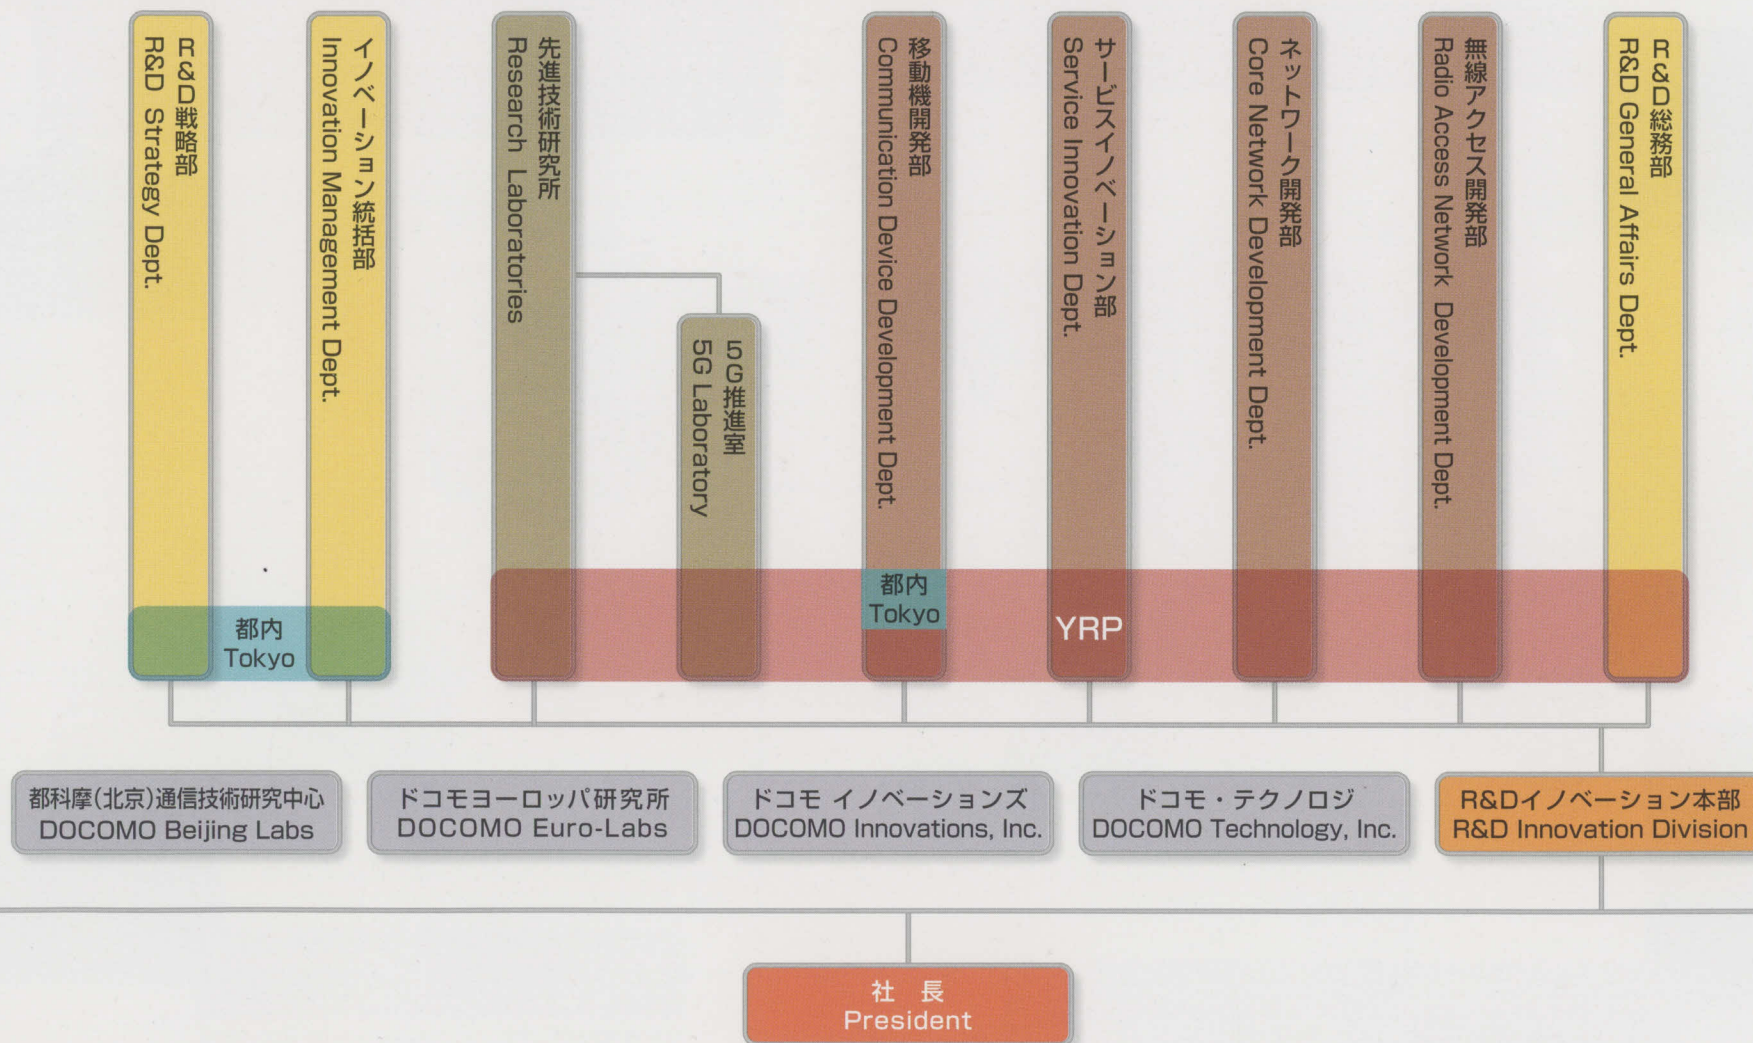 R&D戦略部
R&D Strategy Dept.
イノベーション統括部
Innovation Management Dept.
先進技術研究所
Research Laboratories
5G推進室
5G Laboratory
移動機開発部
Communication Device Development Dept.
サービスイノベーション部
Service Innovation Dept.
ネットワーク開発部
Core Network Development Dept.
無線アクセス開発部
Radio Access Network Development Dept.
R&D総務部
R&D General Affairs Dept.
都内
Tokyo
都内
Tokyo
YRP
都科摩(北京)通信技術研究中心
DOCOMO Beijing Labs
ドコモヨーロッパ研究所
DOCOMO Euro-Labs
ドコモ イノベーションズ
DOCOMO Innovations, Inc.
ドコモ・テクノロジ
DOCOMO Technology, Inc.
R&Dイノベーション本部
R&D Innovation Division
社 長
President